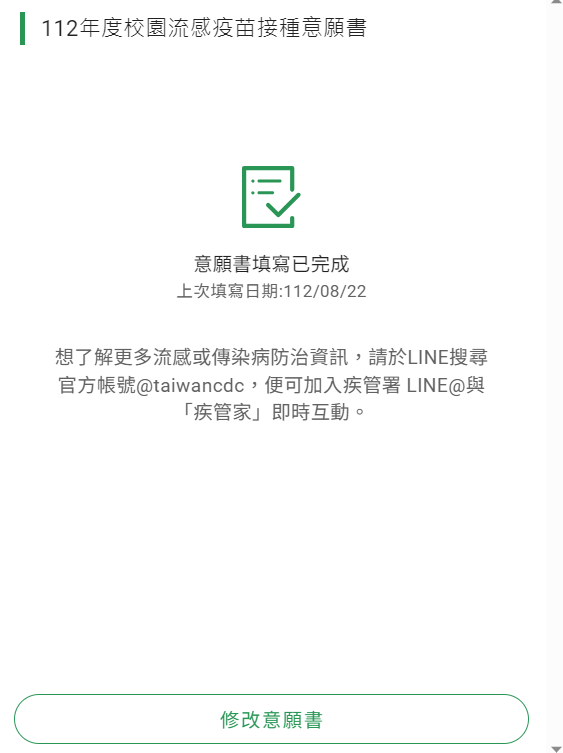 112年度校園流感疫苗接種意願書
意願書填寫已完成
上次填寫日期:112/08/22
想了解更多流感或傳染病防治資訊，請於LINE搜尋
官方帳號@taiwancdc，便可加入疾管署 LINE@與
「疾管家」即時互動。
修改意願書